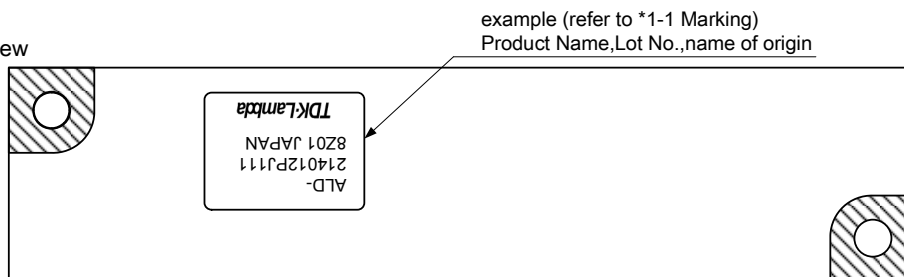 example (refer to *1-1 Marking)
Product Name,Lot No.,name of origin
ew
ALD-
214012PJ111
8Z01 JAPAN
TDK-Lambda